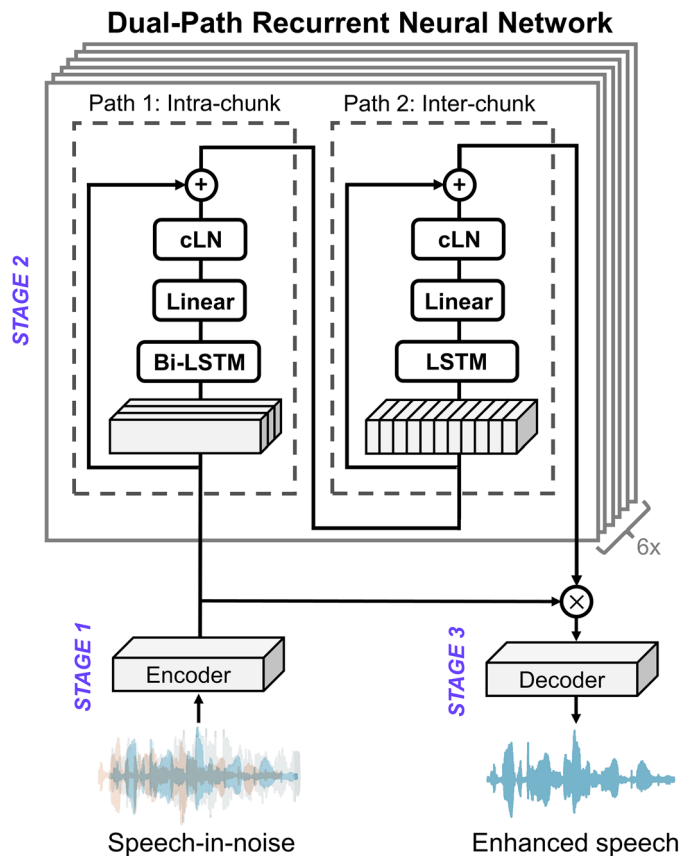 Dual-Path Recurrent Neural Network
Path 1: Intra-chunk
Path 2: Inter-chunk
+
+
cLN
cLN
Linear
Linear
Bi-LSTM
LSTM
STAGE 2
6x
×
STAGE 1
Encoder
STAGE 3
Decoder
Speech-in-noise
Enhanced speech